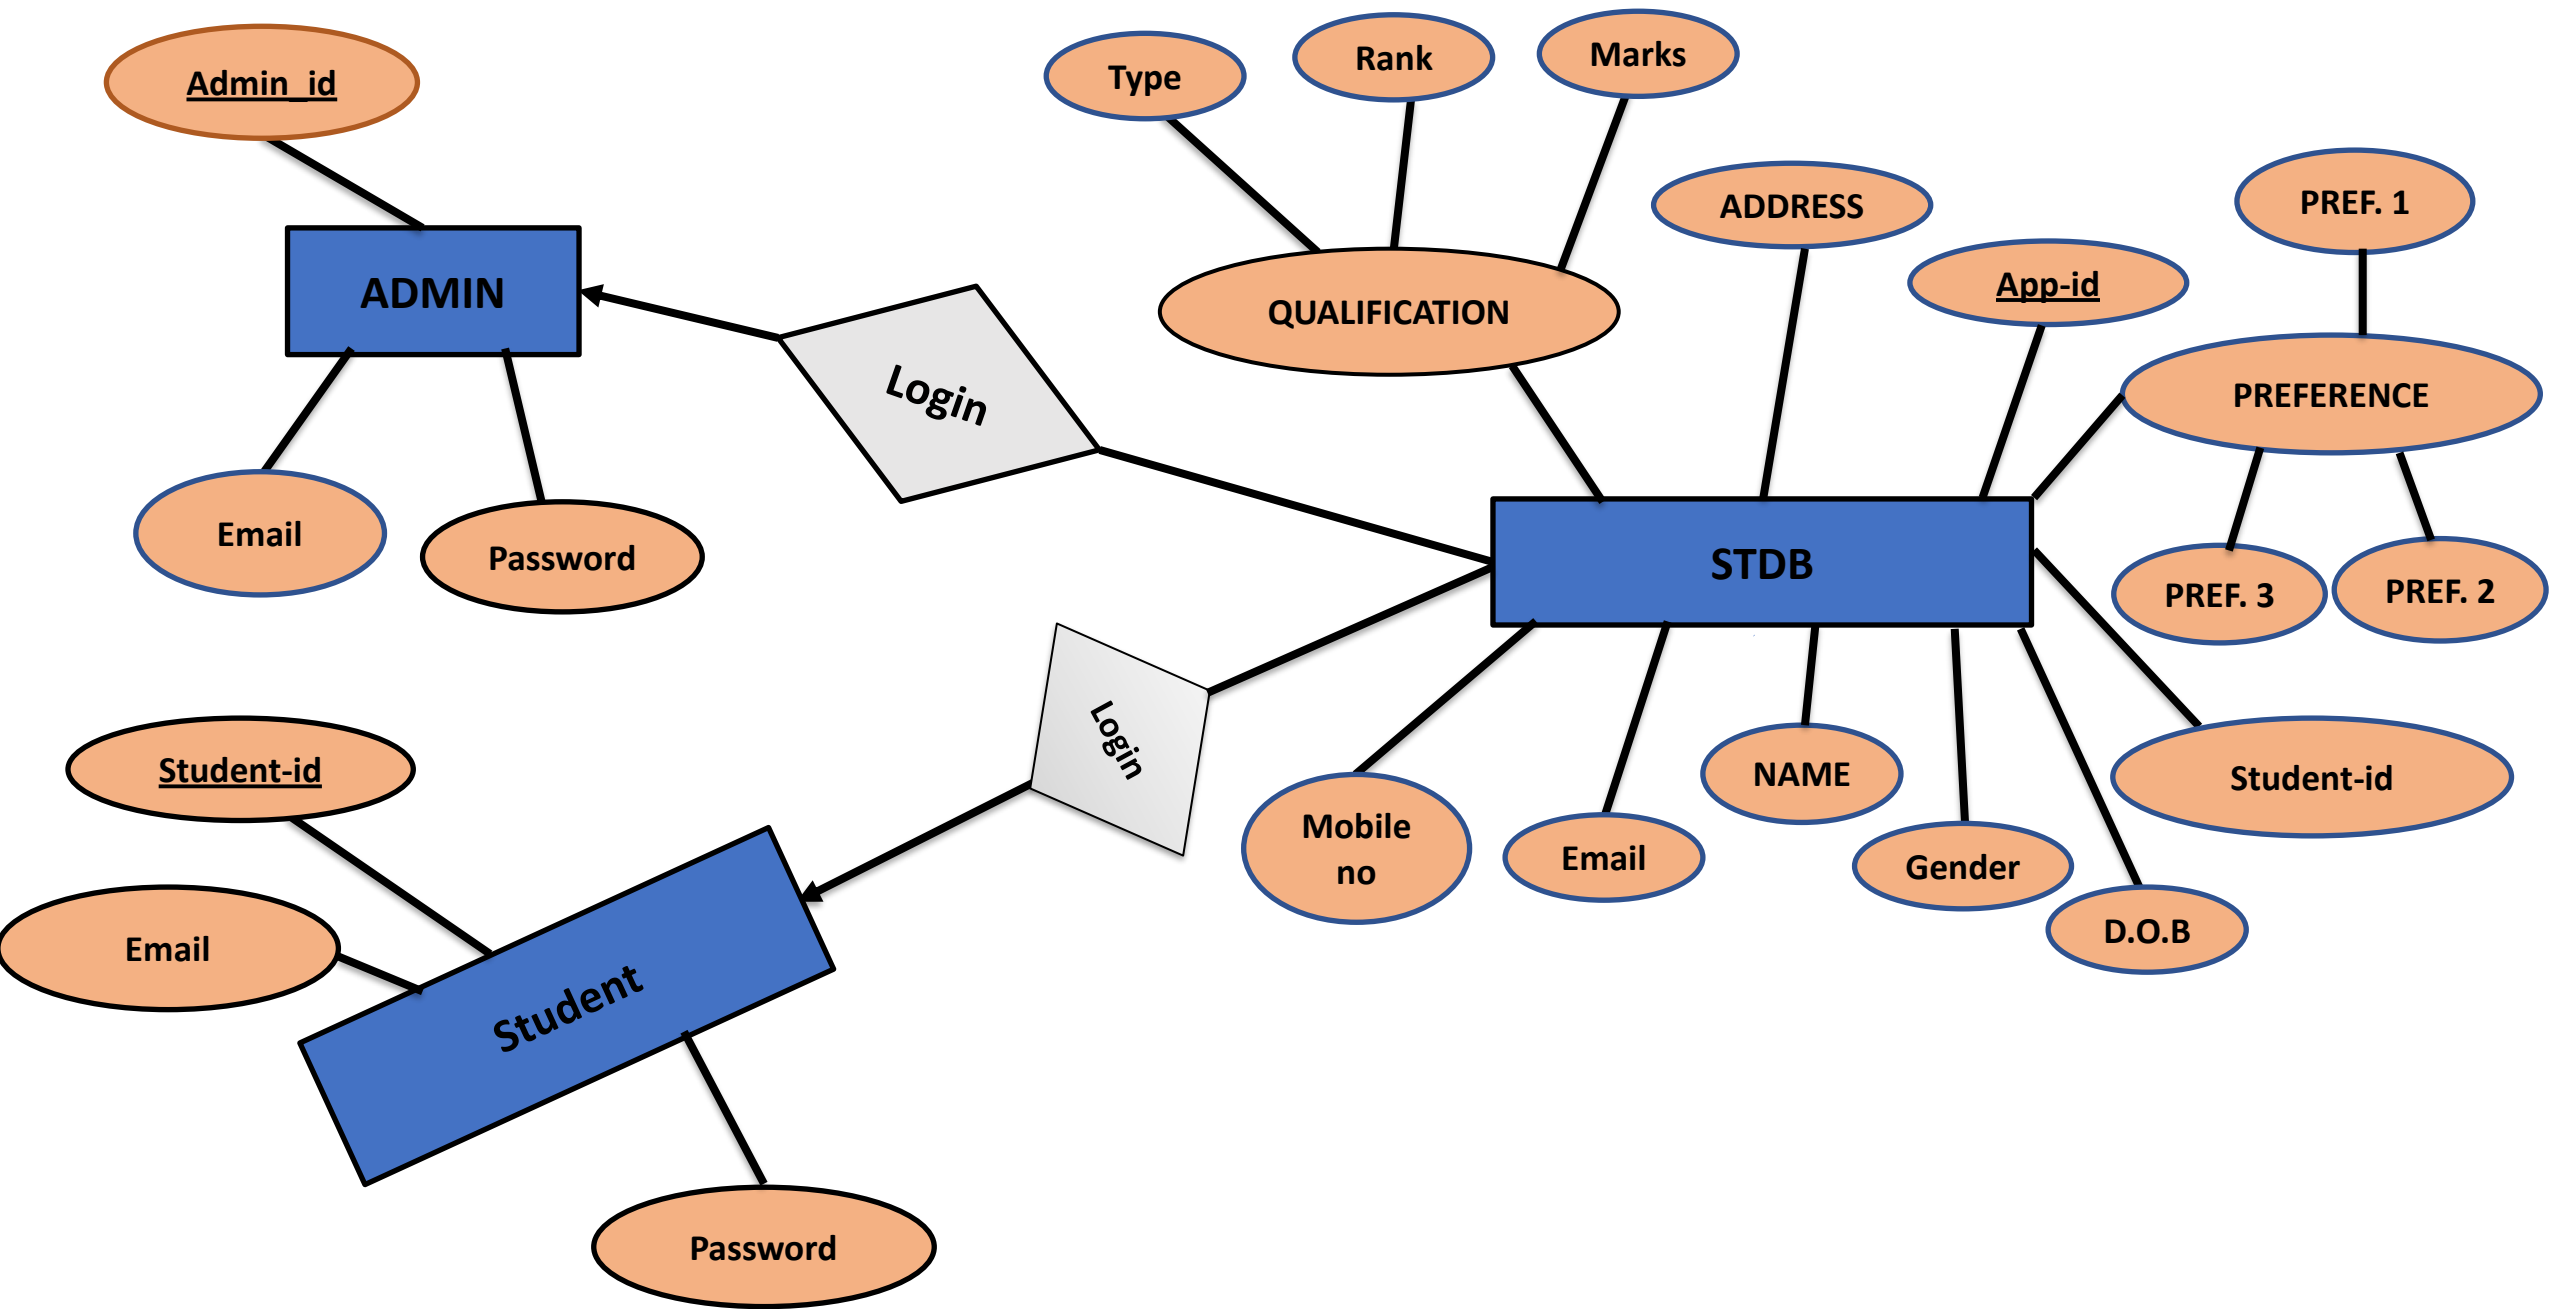 Admin_id
Type
Rank
Marks
ADDRESS
PREF. 1
ADMIN
QUALIFICATION
App-id
Login
PREFERENCE
Email
Password
STDB
PREF. 3
PREF. 2
Login
Student-id
NAME
Student-id
Mobile
no
Email
Gender
D.O.B
Email
Student
Password